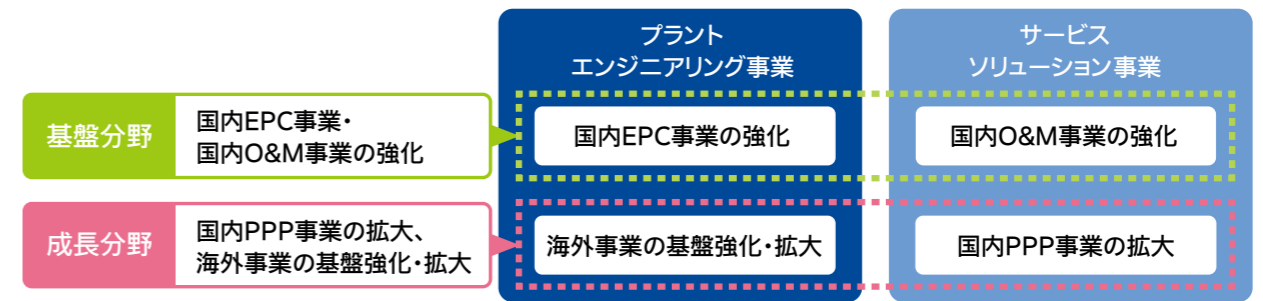 プラント
エンジニアリング事業
サービス
ソリューション事業
基盤分野
国内EPC事業・
国内O&M事業の強化
国内EPC事業の強化
国内O&M事業の強化
成長分野
国内PPP事業の拡大、
海外事業の基盤強化・拡大
海外事業の基盤強化・拡大
国内PPP事業の拡大